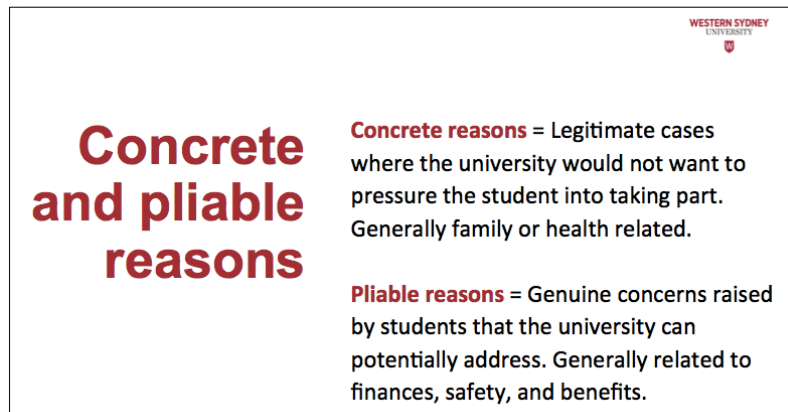 WESTERN SYDNEY
UNIVERSITY
W
Concrete
and pliable
reasons
Concrete reasons = Legitimate cases
where the university would not want to
pressure the student into taking part.
Generally family or health related.
Pliable reasons = Genuine concerns raised
by students that the university can
potentially address. Generally related to
finances, safety, and benefits.